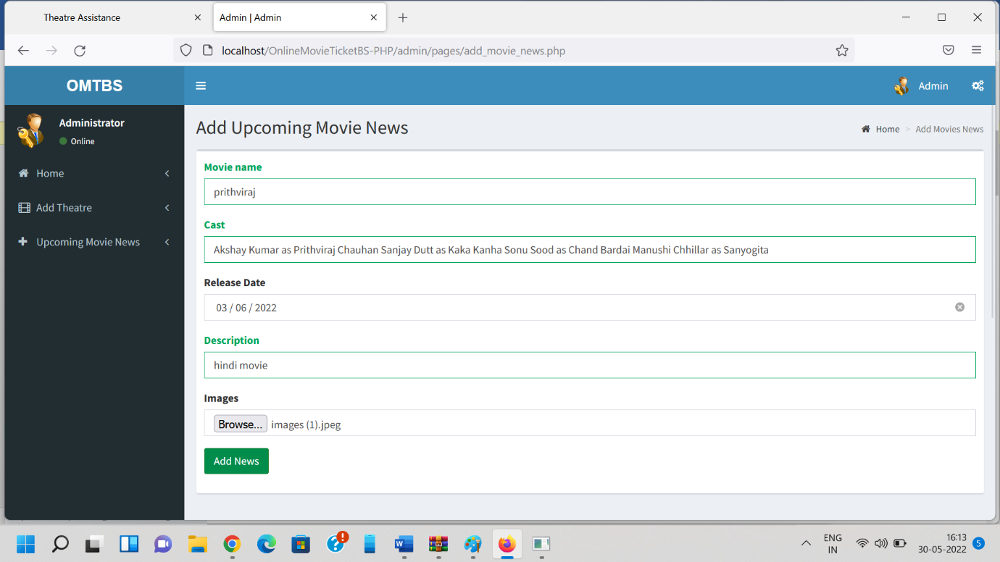 Theatre Assistance
Admin | Admin
localhost/OnlineMovieTicketBS-PHP/admin/pages/add_movie_news.php
OMTBS
Admin
Administrator
Online
Home
Add Theatre
Upcoming Movie News
Add Upcoming Movie News
Home > Add Movies News
Movie name
prithviraj
Cast
Akshay Kumar as Prithviraj Chauhan Sanjay Dutt as Kaka Kanha Sonu Sood as Chand Bardai Manushi Chhillar as Sanyogita
Release Date
03 / 06 / 2022
Description
hindi movie
Images
Browse... images (1).jpeg
Add News
ENG
IN
16:13
30-05-2022
5